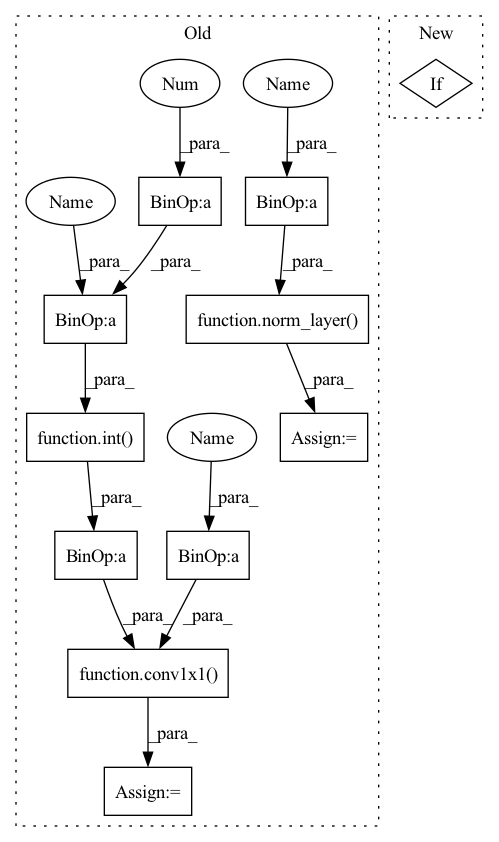 Old
New
Num
Name
If
_para_
_para_
Name
BinOp:a
BinOp:a
_para_
_para_
_para_
BinOp:a
function.norm_layer()
_para_
_para_
function.int()
Name
Assign:=
_para_
_para_
BinOp:a
BinOp:a
_para_
_para_
function.conv1x1()
_para_
Assign:=